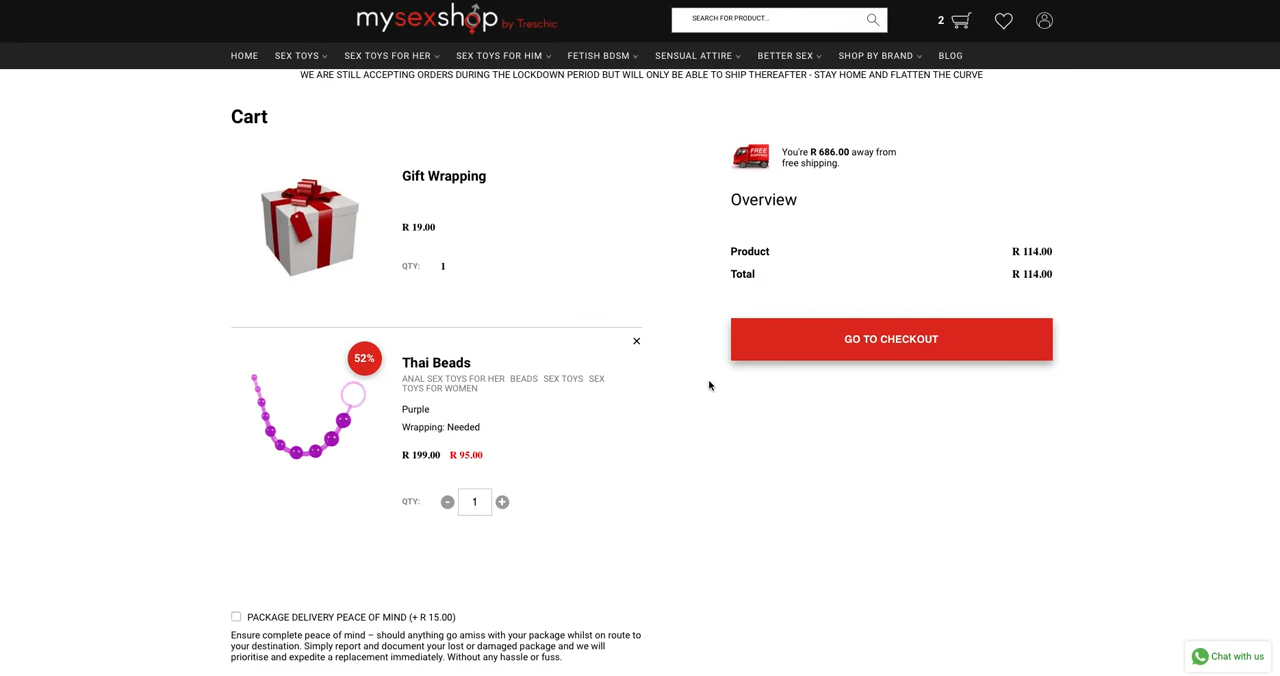 mysexshop by Treschic
SEARCH FOR PRODUCT...
2
HOME SEX TOYS SEX TOYS FOR HER SEX TOYS FOR HIM FETISH BDSM SENSUAL ATTIRE BETTER SEX SHOP BY BRAND BLOG
WE ARE STILL ACCEPTING ORDERS DURING THE LOCKDOWN PERIOD BUT WILL ONLY BE ABLE TO SHIP THEREAFTER - STAY HOME AND FLATTEN THE CURVE
Cart
Gift Wrapping
R 19.00
QTY: 1
52%
Thai Beads
ANAL SEX TOYS FOR HER BEADS SEX TOYS SEX
TOYS FOR WOMEN
Purple
Wrapping: Needed
R 199.00 R 95.00
QTY: - 1 +
PACKAGE DELIVERY PEACE OF MIND (+ R 15.00)
Ensure complete peace of mind – should anything go amiss with your package whilst on route to
your destination. Simply report and document your lost or damaged package and we will
prioritise and expedite a replacement immediately. Without any hassle or fuss.
FREE
SHIPPING
You're R 686.00 away from
free shipping.
Overview
Product R 114.00
Total R 114.00
GO TO CHECKOUT
Chat with us